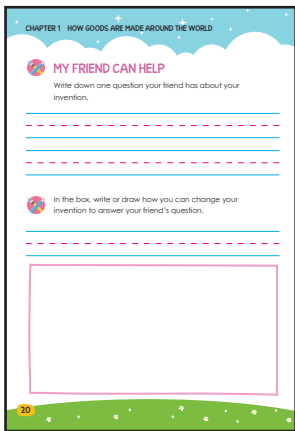 CHAPTER 1 HOW GOODS ARE MADE AROUND THE WORLD
MY FRIEND CAN HELP
Write down one question your friend has about your
invention.
In the box, write or draw how you can change your
invention to answer your friend's question.
20